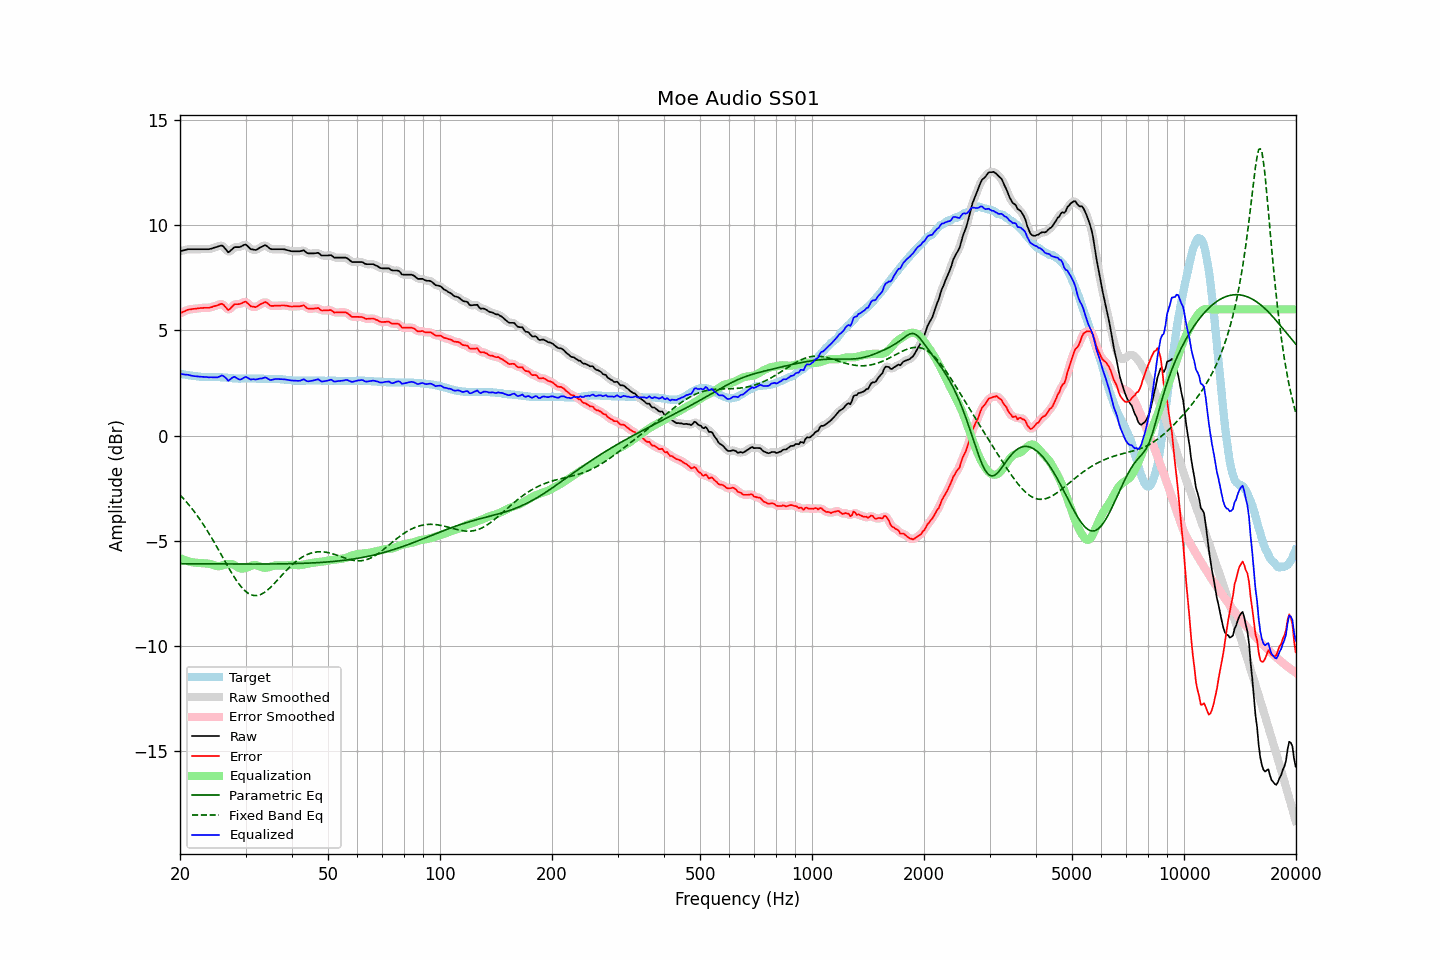 Moe Audio SS01
15
10
5
0
−5
−10
−15
Amplitude (dBr)
Target
Raw Smoothed
Error Smoothed
Raw
Error
Equalization
Parametric Eq
Fixed Band Eq
Equalized
20 50 100 200 500 1000 2000 5000 10000 20000
Frequency (Hz)